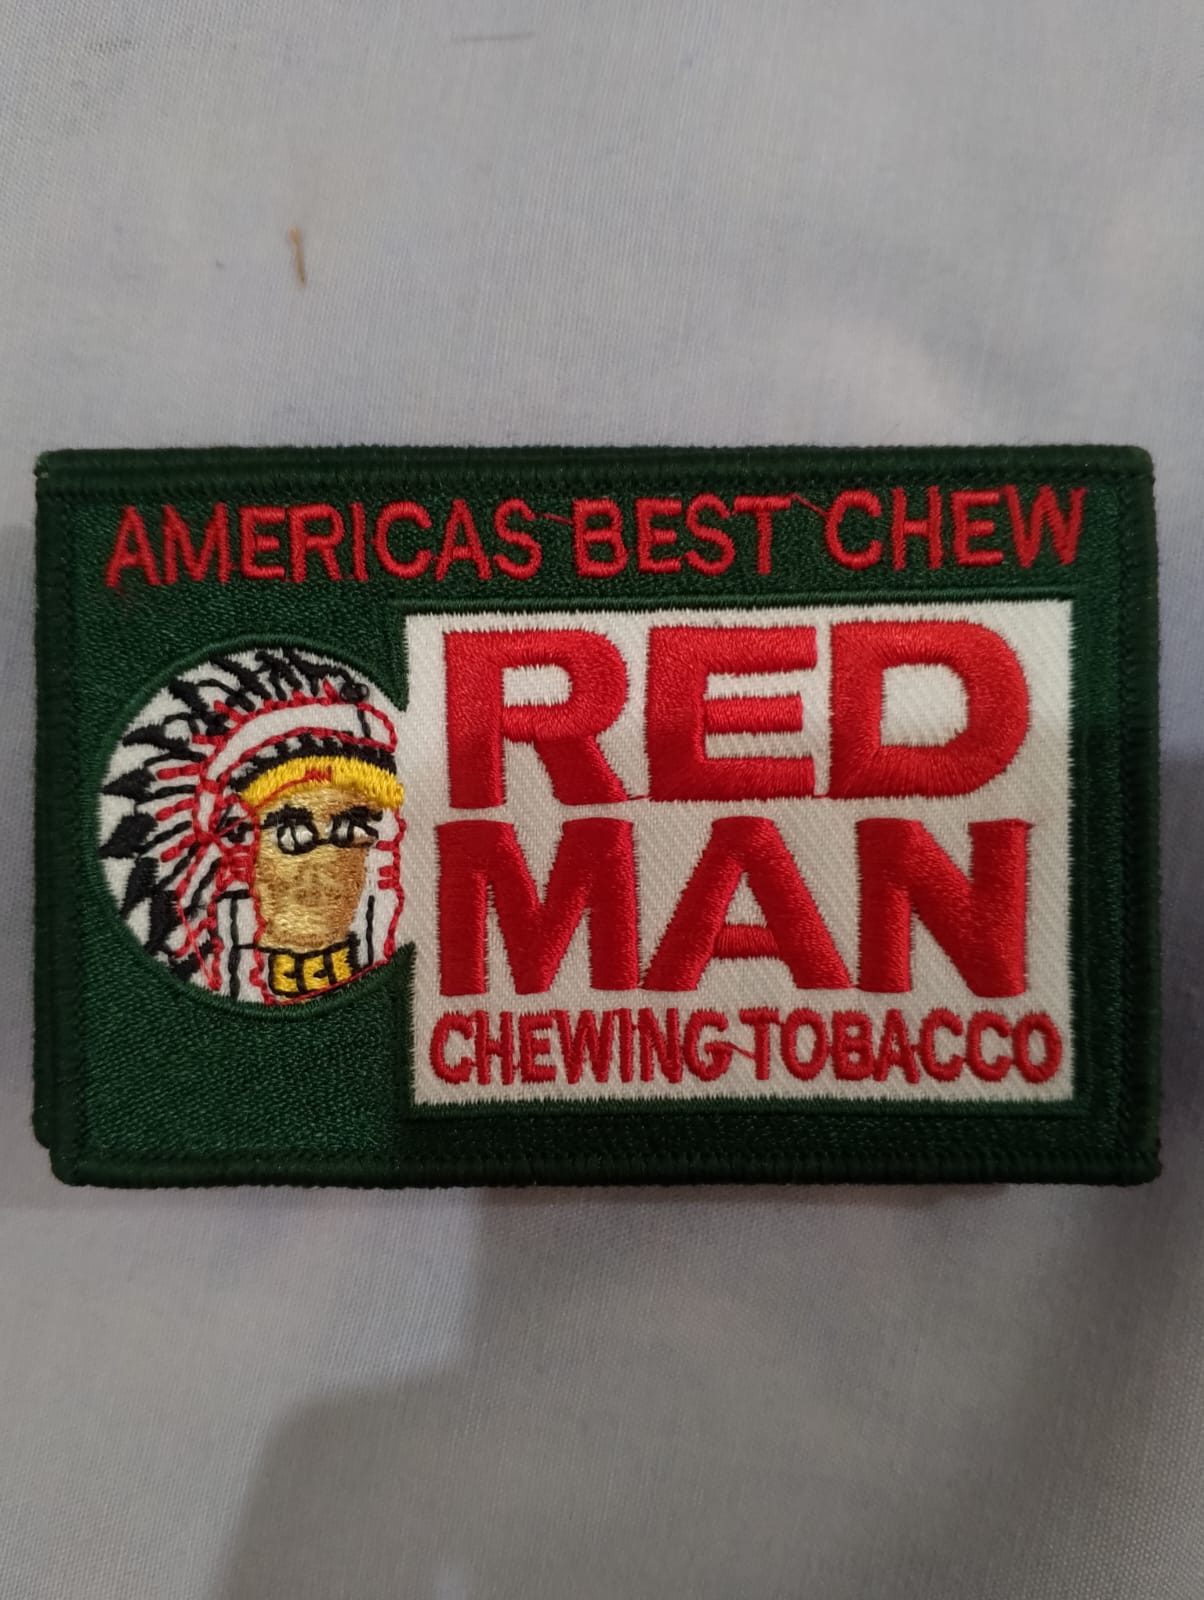 AMERICAS BEST CHEW
RED
MAN
CHEWING TOBACCO